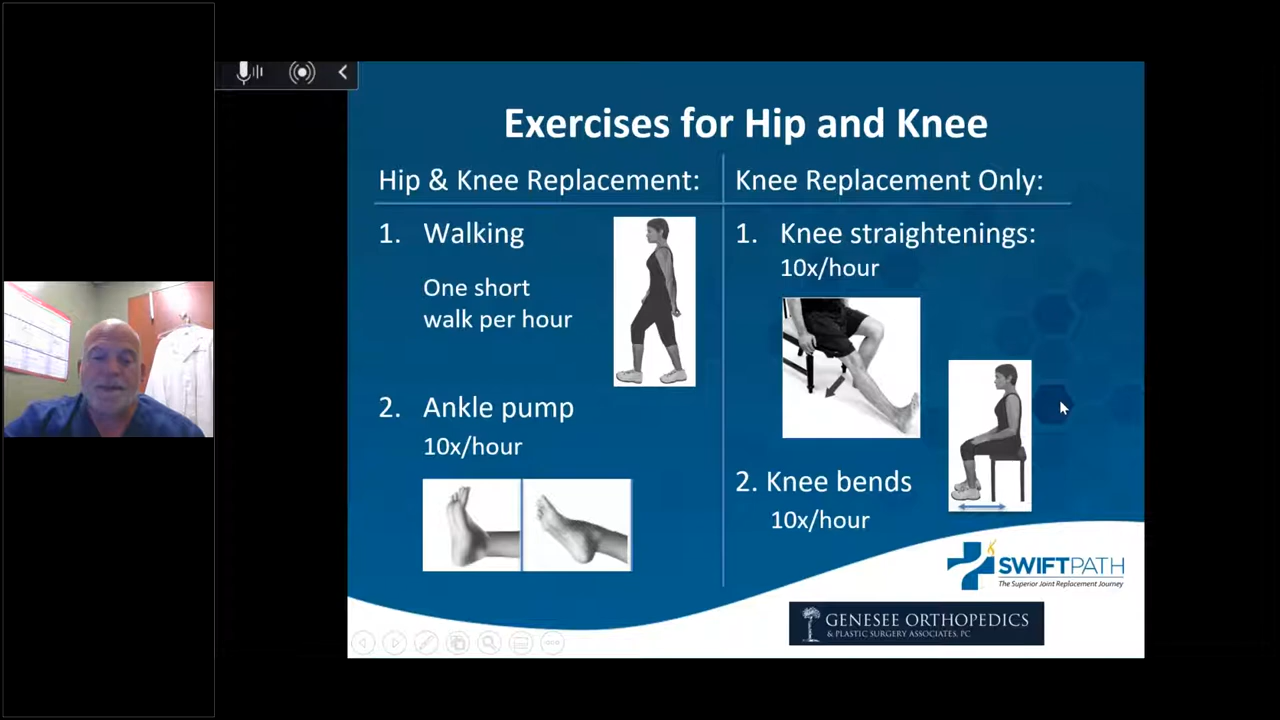 Exercises for Hip and Knee
Hip & Knee Replacement:
1. Walking
One short
walk per hour
2. Ankle pump
10x/hour
Knee Replacement Only:
1. Knee straightenings:
10x/hour
2. Knee bends
10x/hour
SWIFTPATH
The Superior Joint Replacement Journey
GENESEE ORTHOPEDICS
& PLASTIC SURGERY ASSOCIATES, PC